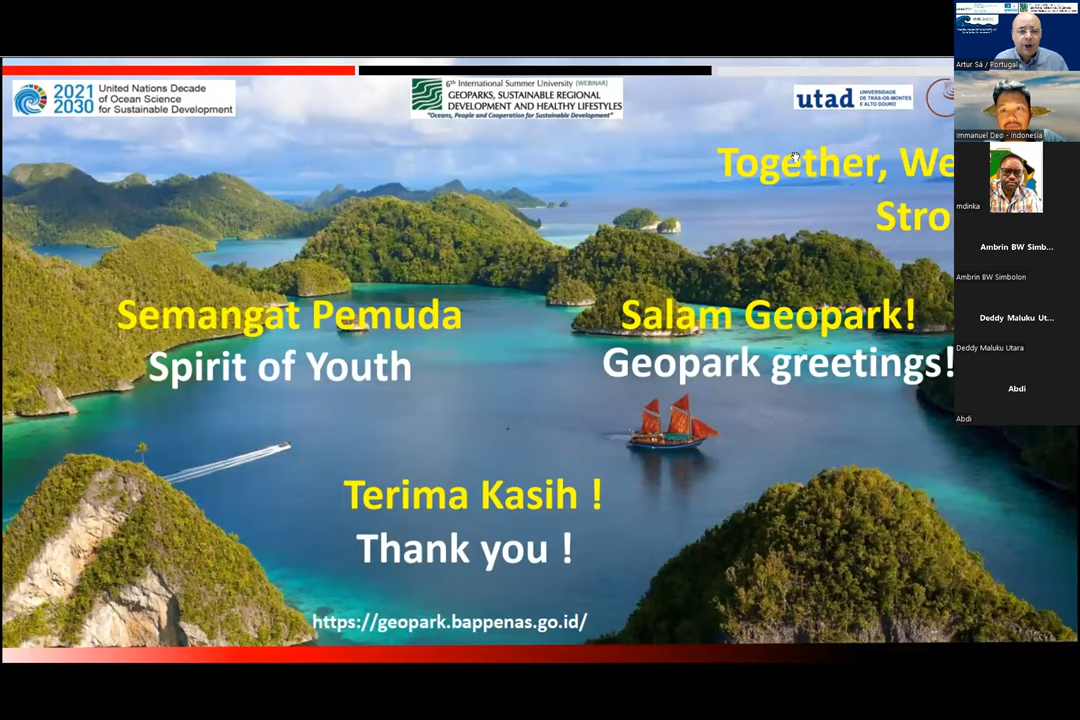 2021
2030
United Nations Decade
of Ocean Science
for Sustainable Development
6th International Summer University (WEBINAR)
GEOPARKS, SUSTAINABLE REGIONAL
DEVELOPMENT AND HEALTHY LIFESTYLES
"Oceans, People and Cooperation for Sustainable Development"
utad
UNIVERSIDADE
DE TRÁS-OS-MONTES
E ALTO DOURO
Together, We
Stro
Semangat Pemuda
Spirit of Youth
Salam Geopark!
Geopark greetings!
Terima Kasih !
Thank you !
https://geopark.bappenas.go.id/
Artur Sá / Portugal
Immanuel Deo - Indonesia
mdinka
Ambrin BW Simb...
Ambrin BW Simbolon
Deddy Maluku Ut...
Deddy Maluku Utara
Abdi
Abdi